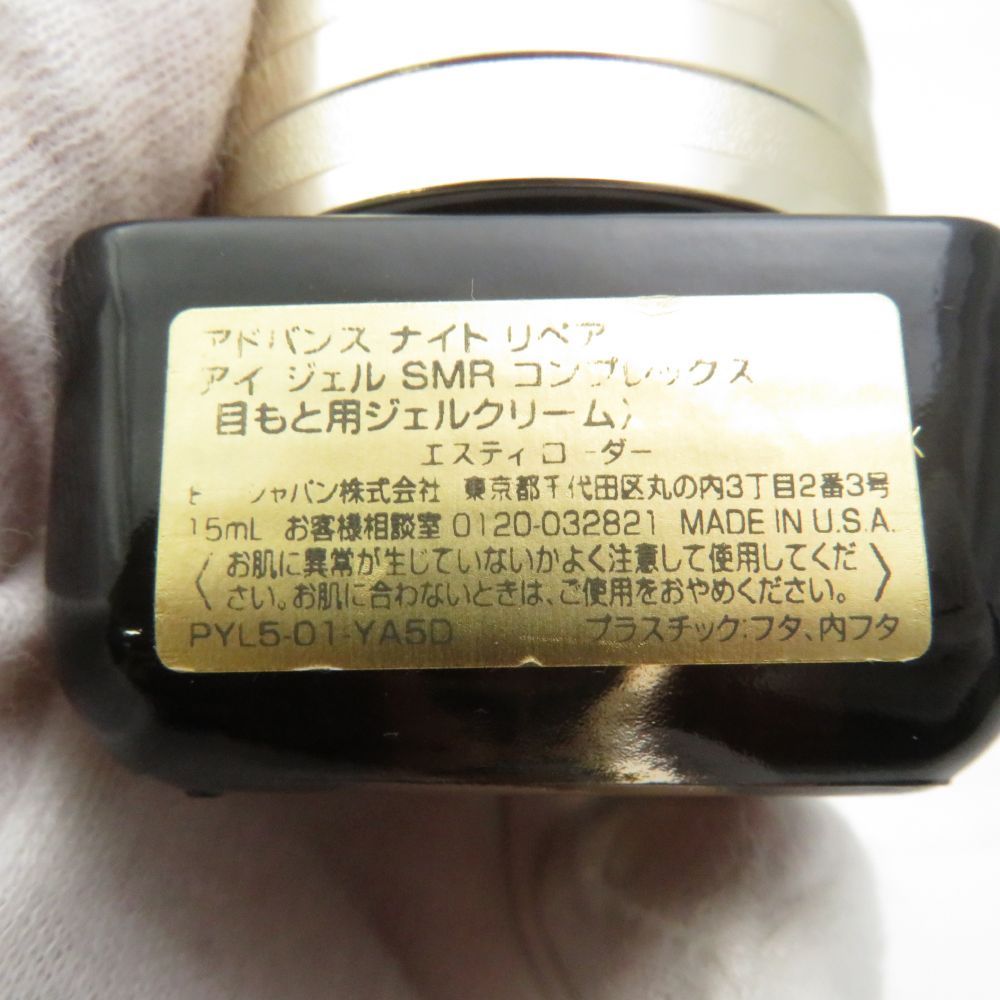 アドバンス ナイト リペア
アイ ジェル SMR コンプレックス
目もと用ジェルクリーム〉
エスティ ローダー
ジャパン株式会社 東京都千代田区丸の内3丁目2番3号
15mL お客様相談室 0120-032821 MADE IN U.S.A.
〈お肌に異常が生じていないかよく注意して使用してくだ〉
さい。お肌に合わないときは、ご使用をおやめください。
PYL5-01-YA5D プラスチック:フタ、内フタ